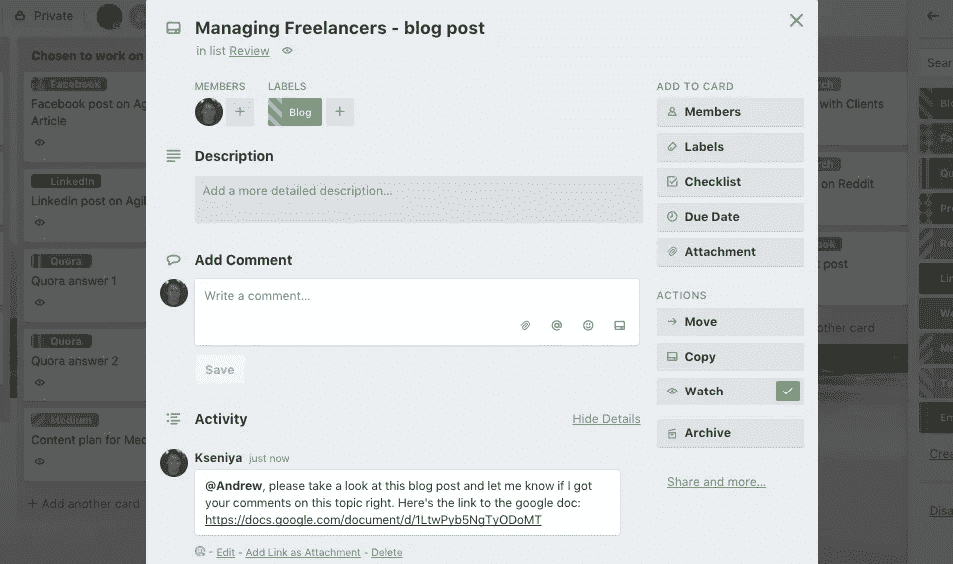 Private
Chosen to work on
Facebook
Facebook post on Ag
Article
LinkedIn
LinkedIn post on Agil
Quora
Quora answer 1
Quora
Quora answer 2
Medium
Content plan for Med
+ Add another card
Managing Freelancers - blog post
in list Review
MEMBERS
LABELS
+
Blog
+
Description
Add a more detailed description...
Add Comment
Write a comment...
Save
Activity
Hide Details
Kseniya just now
@Andrew, please take a look at this blog post and let me know if I got
your comments on this topic right. Here's the link to the google doc:
https://docs.google.com/document/d/1LtwPyb5NgTyODoMT
- Edit - Add Link as Attachment - Delete
ADD TO CARD
Members
Labels
Checklist
Due Date
Attachment
ACTIONS
Move
Copy
Watch
Archive
Share and more...
with Clients
on Reddit
post
other card
Sear